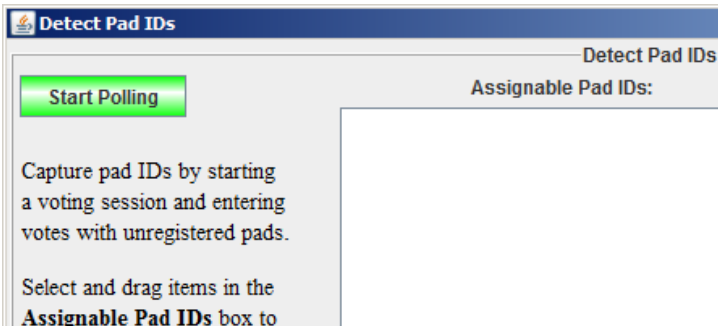 Detect Pad IDs
Detect Pad IDs
Start Polling
Assignable Pad IDs:
Capture pad IDs by starting
a voting session and entering
votes with unregistered pads.
Select and drag items in the
Assignable Pad IDs box to